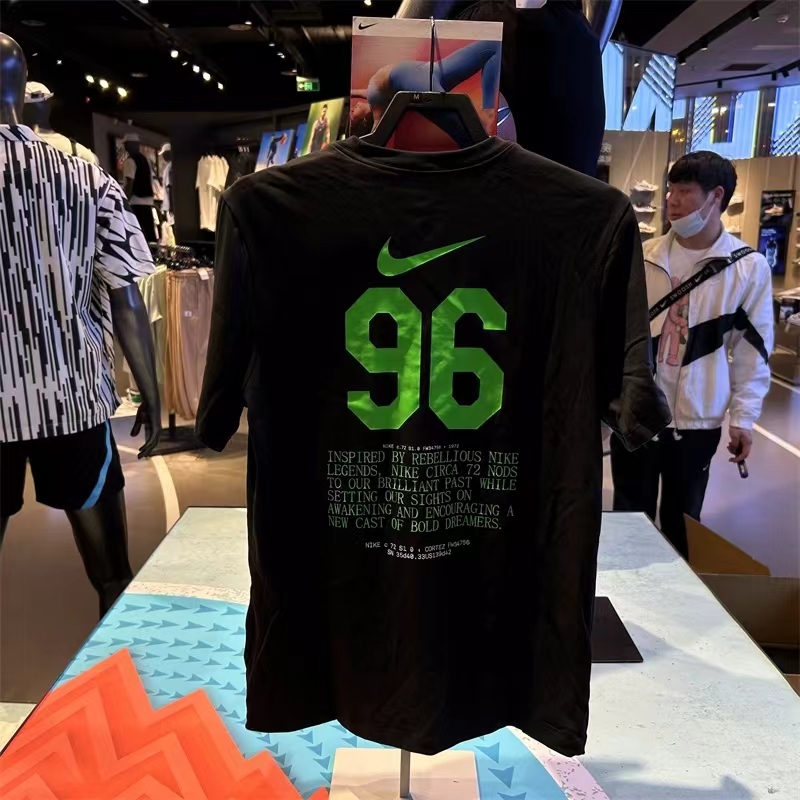 M
96
INSPIRED BY REBELLIOUS NIKE
LEGENDS, NIKE CIRCA 72 NODS
TO OUR BRILLIANT PAST WHILE
SETTING OUR SIGHTS ON
AWAKENING AND ENCOURAGING A
NEW CAST OF BOLD DREAMERS.
SWOOSH